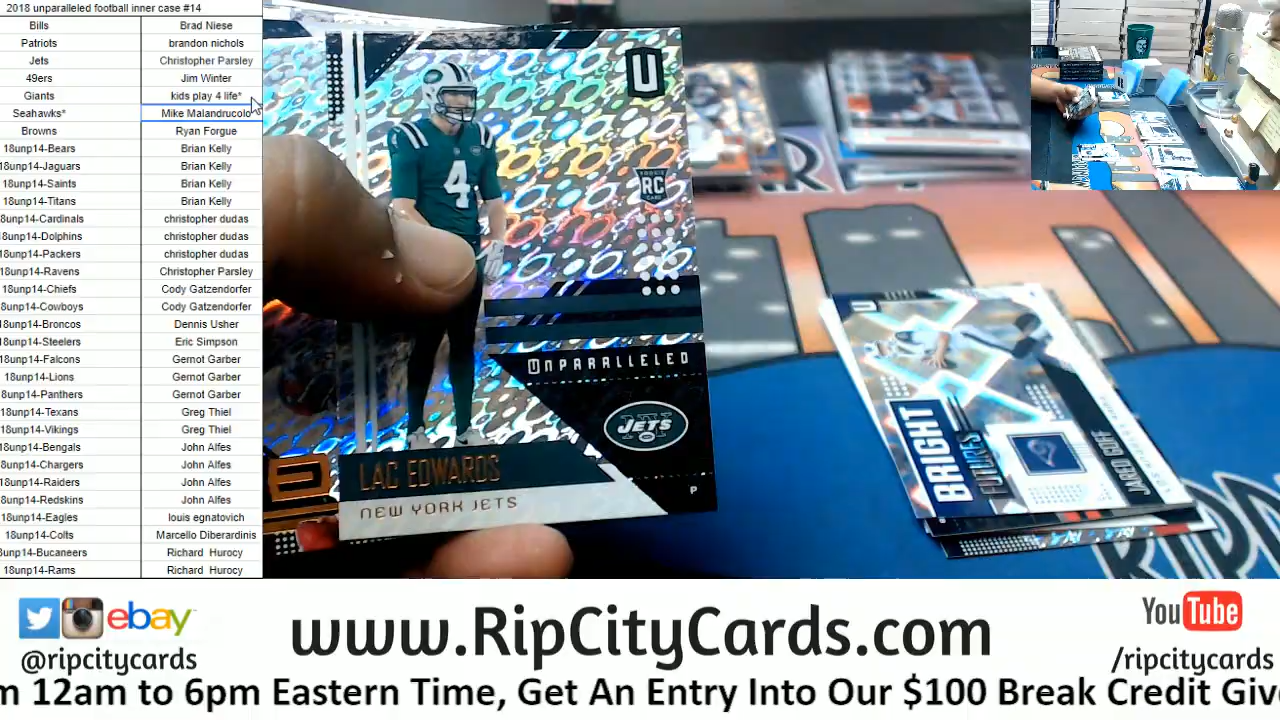 2018 unparalleled football inner case #14
Bills Brad Niese
Patriots brandon nichols
Jets Christopher Parsley
49ers Jim Winter
Giants kids play 4 life*
Seahawks* Mike Malandrucolo
Browns Ryan Forgue
18unp14-Bears Brian Kelly
18unp14-Jaguars Brian Kelly
18unp14-Saints Brian Kelly
18unp14-Titans Brian Kelly
8unp14-Cardinals christopher dudas
8unp14-Dolphins christopher dudas
8unp14-Packers christopher dudas
18unp14-Ravens Christopher Parsley
18unp14-Chiefs Cody Gatzendorfer
8unp14-Cowboys Cody Gatzendorfer
18unp14-Broncos Dennis Usher
18unp14-Steelers Eric Simpson
18unp14-Falcons Gernot Garber
18unp14-Lions Gernot Garber
8unp14-Panthers Gernot Garber
18unp14-Texans Greg Thiel
18unp14-Vikings Greg Thiel
18unp14-Bengals John Alfes
8unp14-Chargers John Alfes
18unp14-Raiders John Alfes
8unp14-Redskins John Alfes
18unp14-Eagles louis egnatovich
18unp14-Colts Marcello Diberardinis
8unp14-Bucaneers Richard Hurocy
18unp14-Rams Richard Hurocy
U
4
RC
UNPARALLELED
JETS
LAC EDWARDS
NEW YORK JETS
P
U
BRIGHT
FUTURES
JARED GOFF
ebay
www.RipCityCards.com
YouTube
@ripcitycards
/ripcitycards
m 12am to 6pm Eastern Time, Get An Entry Into Our $100 Break Credit Giv